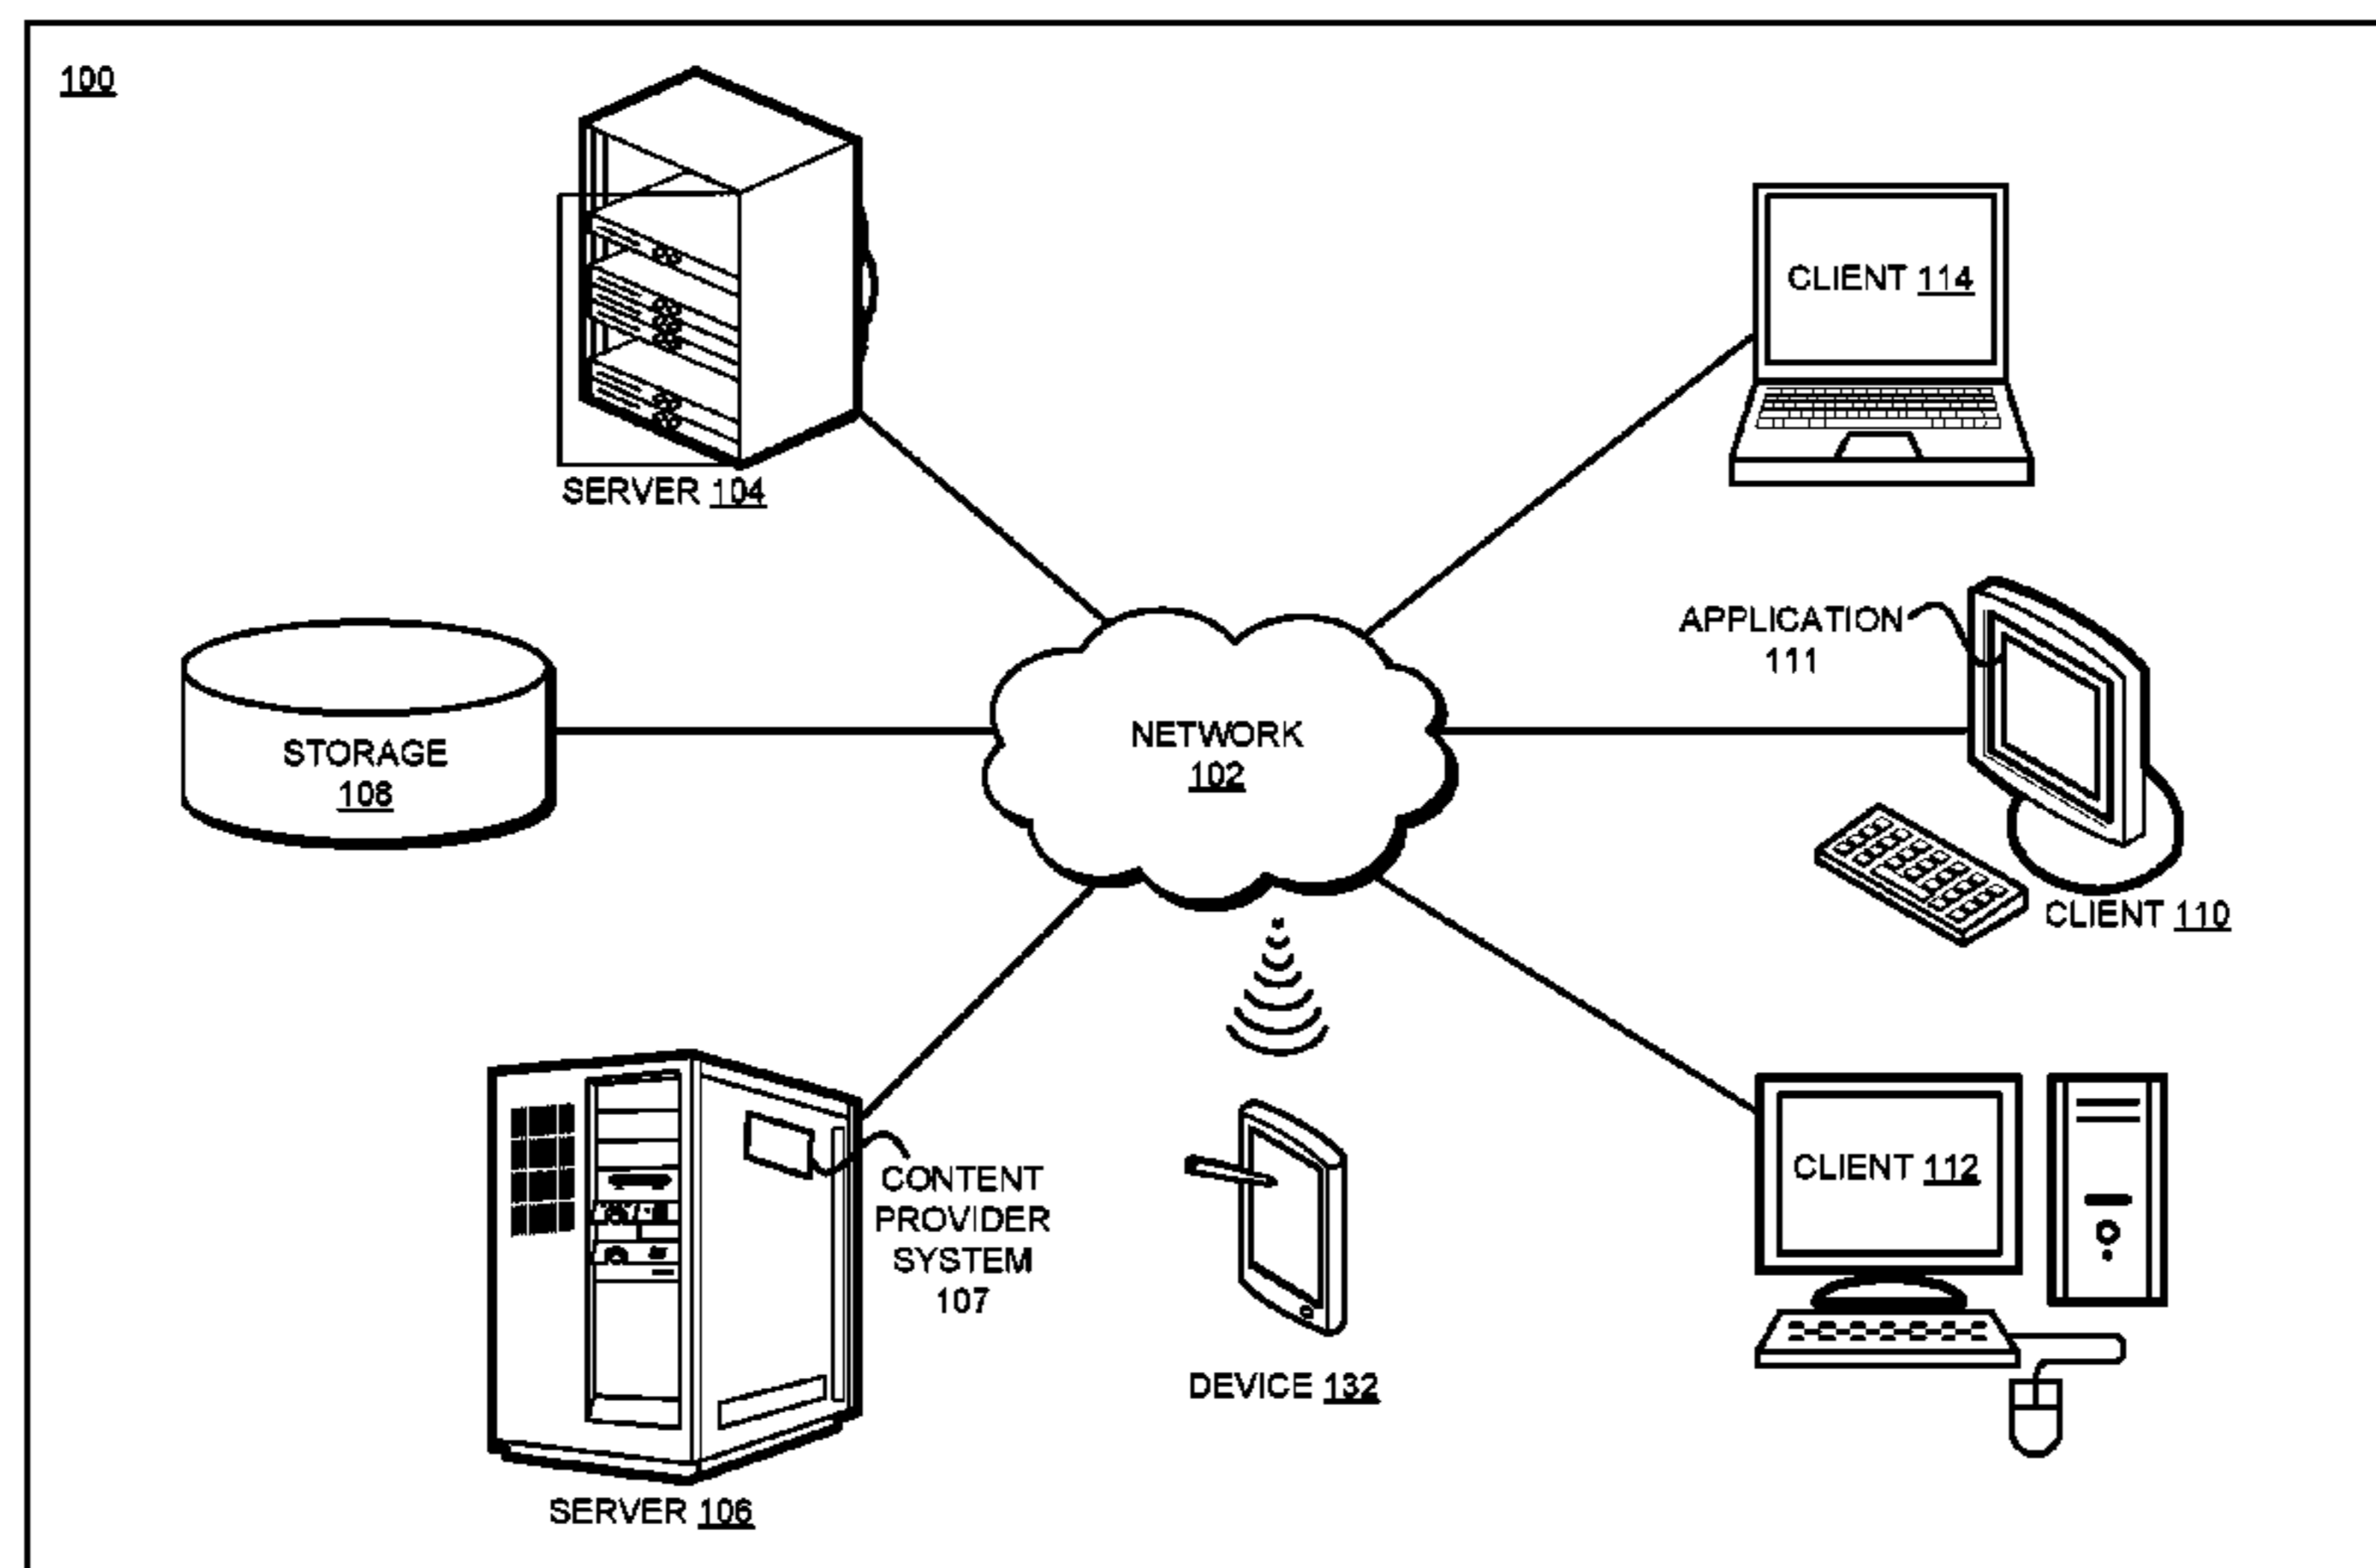 100
SERVER 104
CLIENT 114
APPLICATION
111
STORAGE
108
NETWORK
102
CLIENT 110
CONTENT
PROVIDER
SYSTEM
107
CLIENT 112
DEVICE 132
SERVER 106